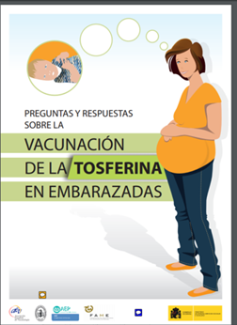 PREGUNTAS Y RESPUESTAS
SOBRE LA
VACUNACIÓN
DE LA TOSFERINA
EN EMBARAZADAS